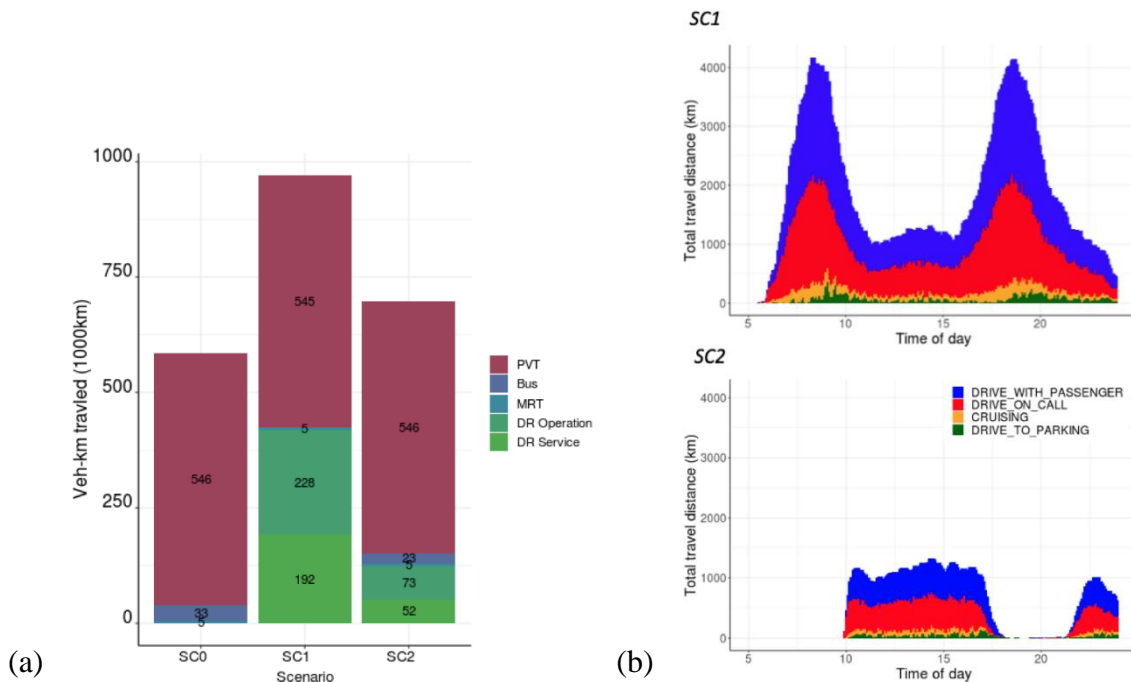 (a)
Veh-km travled (1000km)
1000
750
500
250
0
546
33
5
545
5
228
192
546
23
5
73
52
SC0 SC1 SC2
Scenario
PVT
Bus
MRT
DR Operation
DR Service
(b)
SC1
Total travel distance (km)
4000
3000
2000
1000
0
5 10 15 20
Time of day
SC2
Total travel distance (km)
4000
3000
2000
1000
0
DRIVE_WITH_PASSENGER
DRIVE_ON_CALL
CRUISING
DRIVE_TO_PARKING
5 10 15 20
Time of day